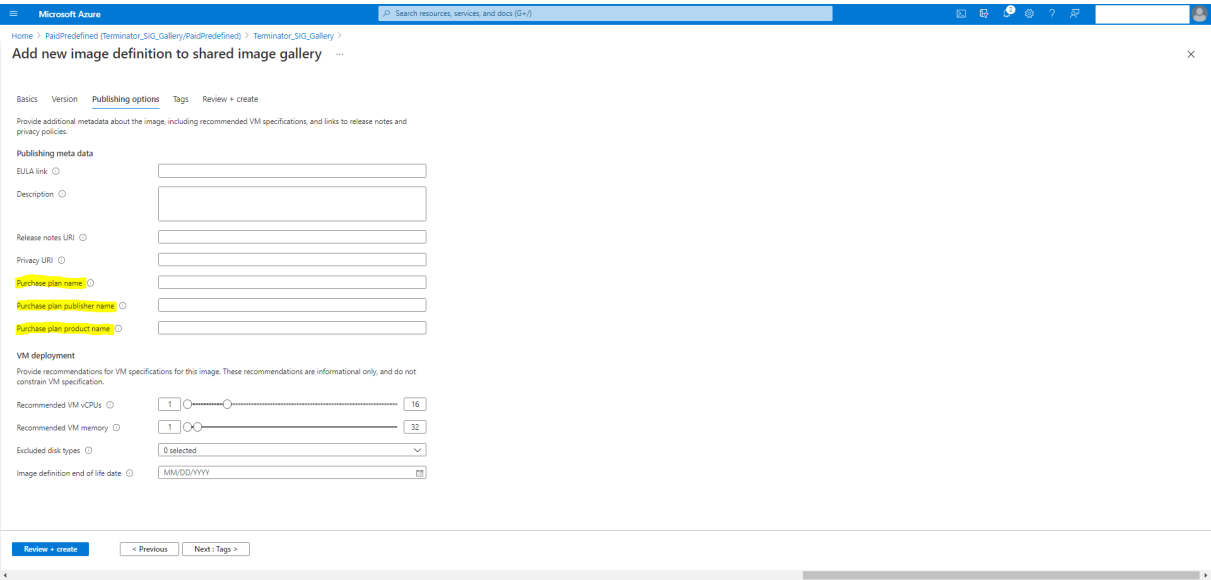 Microsoft Azure
Search resources, services, and docs (G+/)
2
Home > PaidPredefined (Terminator_SIG_Gallery/PaidPredefined) > Terminator_SIG_Gallery >
Add new image definition to shared image gallery ...
Basics Version Publishing options Tags Review + create
Provide additional metadata about the image, including recommended VM specifications, and links to release notes and
privacy policies.
Publishing meta data
EULA link
Description
Release notes URI
Privacy URI
Purchase plan name
Purchase plan publisher name
Purchase plan product name
VM deployment
Provide recommendations for VM specifications for this image. These recommendations are informational only, and do not
constrain VM specification.
Recommended VM vCPUs 1 16
Recommended VM memory 1 32
Excluded disk types 0 selected
Image definition end of life date MM/DD/YYYY
Review + create < Previous Next : Tags >